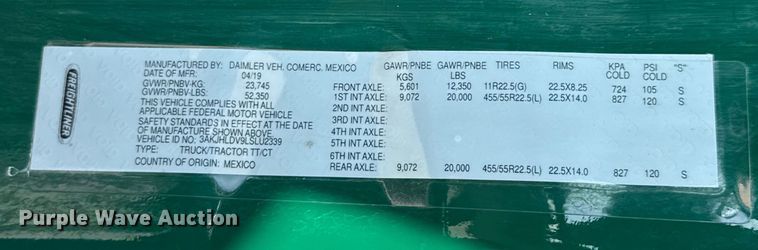 FREIGHTLINER
MANUFACTURED BY: DAIMLER VEH. COMERC. MEXICO
DATE OF MFR: 04/19
GVWR/PNBV-KG: 23,745
GVWR/PNBV-LBS: 52,350
THIS VEHICLE COMPLIES WITH ALL
APPLICABLE FEDERAL MOTOR VEHICLE
SAFETY STANDARDS IN EFFECT AT THE DATE
OF MANUFACTURE SHOWN ABOVE.
VEHICLE ID NO.: 3AKJHLDV9LSLU2339
TYPE: TRUCK/TRACTOR TT/CT
COUNTRY OF ORIGIN: MEXICO
GAWR/PNBE GAWR/PNBE TIRES RIMS KPA PSI "S"
KGS LBS COLD COLD
FRONT AXLE: 5,601 12,350 11R22.5(G) 22.5X8.25 724 105 S
1ST INT AXLE: 9,072 20,000 455/55R22.5(L) 22.5X14.0 827 120 S
2ND INT AXLE:
3RD INT AXLE:
4TH INT AXLE:
5TH INT AXLE:
6TH INT AXLE:
REAR AXLE: 9,072 20,000 455/55R22.5(L) 22.5X14.0 827 120 S
Purple Wave Auction